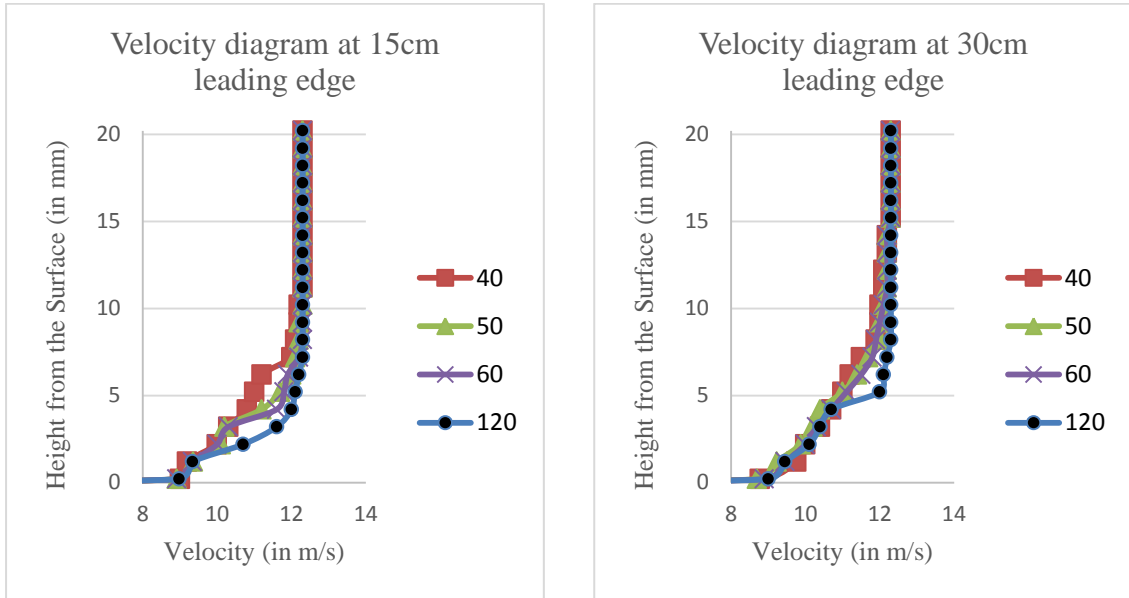 Velocity diagram at 15cm
leading edge
Height from the Surface (in mm)
20
15
10
5
0
8 10 12 14
Velocity (in m/s)
40
50
60
120
Velocity diagram at 30cm
leading edge
Height from the Surface (in mm)
20
15
10
5
0
8 10 12 14
Velocity (in m/s)
40
50
60
120